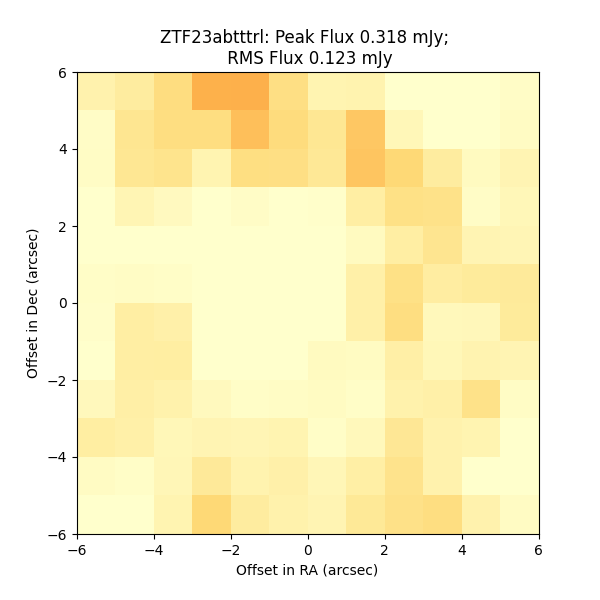 ZTF23abtttrl: Peak Flux 0.318 mJy;
RMS Flux 0.123 mJy
6
4
2
0
−2
−4
−6
Offset in Dec (arcsec)
−6 −4 −2 0 2 4 6
Offset in RA (arcsec)